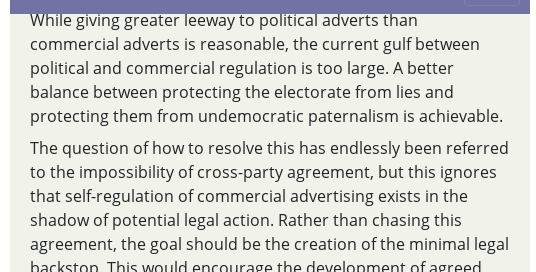 While giving greater leeway to political adverts than
commercial adverts is reasonable, the current gulf between
political and commercial regulation is too large. A better
balance between protecting the electorate from lies and
protecting them from undemocratic paternalism is achievable.
The question of how to resolve this has endlessly been referred
to the impossibility of cross-party agreement, but this ignores
that self-regulation of commercial advertising exists in the
shadow of potential legal action. Rather than chasing this
agreement, the goal should be the creation of the minimal legal
backstop. This would encourage the development of agreed